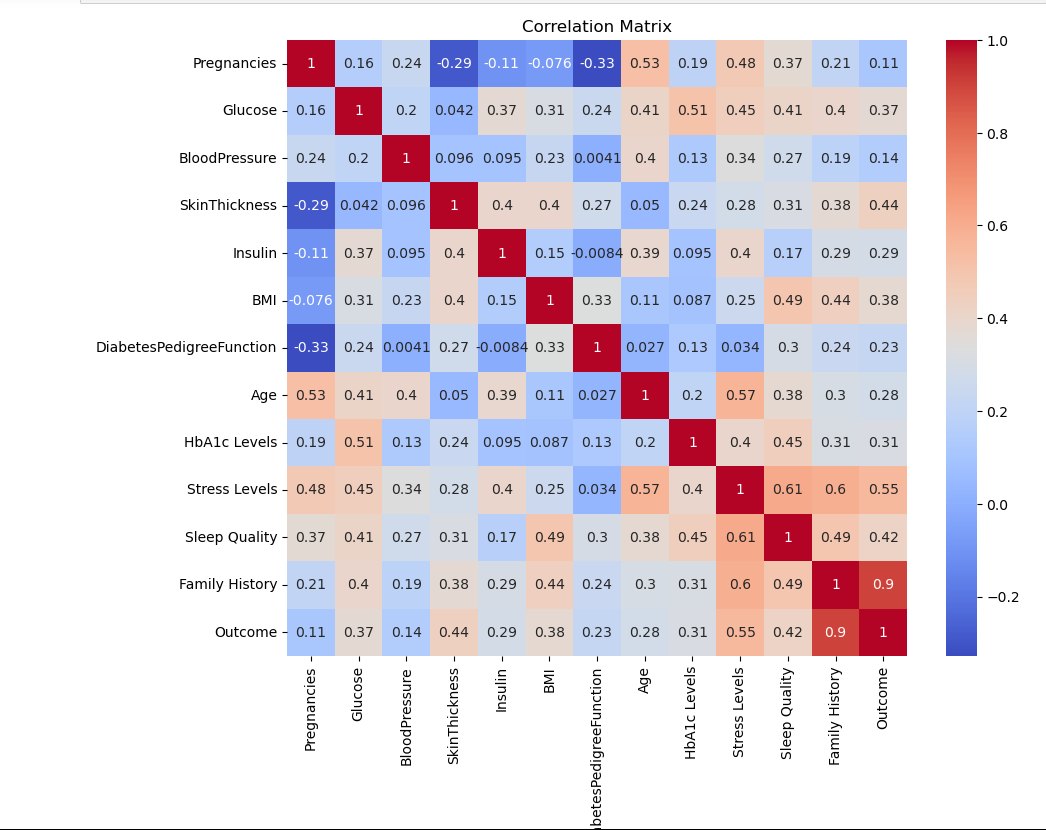 Correlation Matrix
Pregnancies 1 0.16 0.24 -0.29 -0.11 -0.076 -0.33 0.53 0.19 0.48 0.37 0.21 0.11
Glucose 0.16 1 0.2 0.042 0.37 0.31 0.24 0.41 0.51 0.45 0.41 0.4 0.37
BloodPressure 0.24 0.2 1 0.096 0.095 0.23 0.0041 0.4 0.13 0.34 0.27 0.19 0.14
SkinThickness -0.29 0.042 0.096 1 0.4 0.4 0.27 0.05 0.24 0.28 0.31 0.38 0.44
Insulin -0.11 0.37 0.095 0.4 1 0.15 -0.0084 0.39 0.095 0.4 0.17 0.29 0.29
BMI -0.076 0.31 0.23 0.4 0.15 1 0.33 0.11 0.087 0.25 0.49 0.44 0.38
DiabetesPedigreeFunction -0.33 0.24 0.0041 0.27 -0.0084 0.33 1 0.027 0.13 0.034 0.3 0.24 0.23
Age 0.53 0.41 0.4 0.05 0.39 0.11 0.027 1 0.2 0.57 0.38 0.3 0.28
HbA1c Levels 0.19 0.51 0.13 0.24 0.095 0.087 0.13 0.2 1 0.4 0.45 0.31 0.31
Stress Levels 0.48 0.45 0.34 0.28 0.4 0.25 0.034 0.57 0.4 1 0.61 0.6 0.55
Sleep Quality 0.37 0.41 0.27 0.31 0.17 0.49 0.3 0.38 0.45 0.61 1 0.49 0.42
Family History 0.21 0.4 0.19 0.38 0.29 0.44 0.24 0.3 0.31 0.6 0.49 1 0.9
Outcome 0.11 0.37 0.14 0.44 0.29 0.38 0.23 0.28 0.31 0.55 0.42 0.9 1
Pregnancies
Glucose
BloodPressure
SkinThickness
Insulin
BMI
betesPedigreeFunction
Age
HbA1c Levels
Stress Levels
Sleep Quality
Family History
Outcome
1.0
0.8
0.6
0.4
0.2
0.0
−0.2